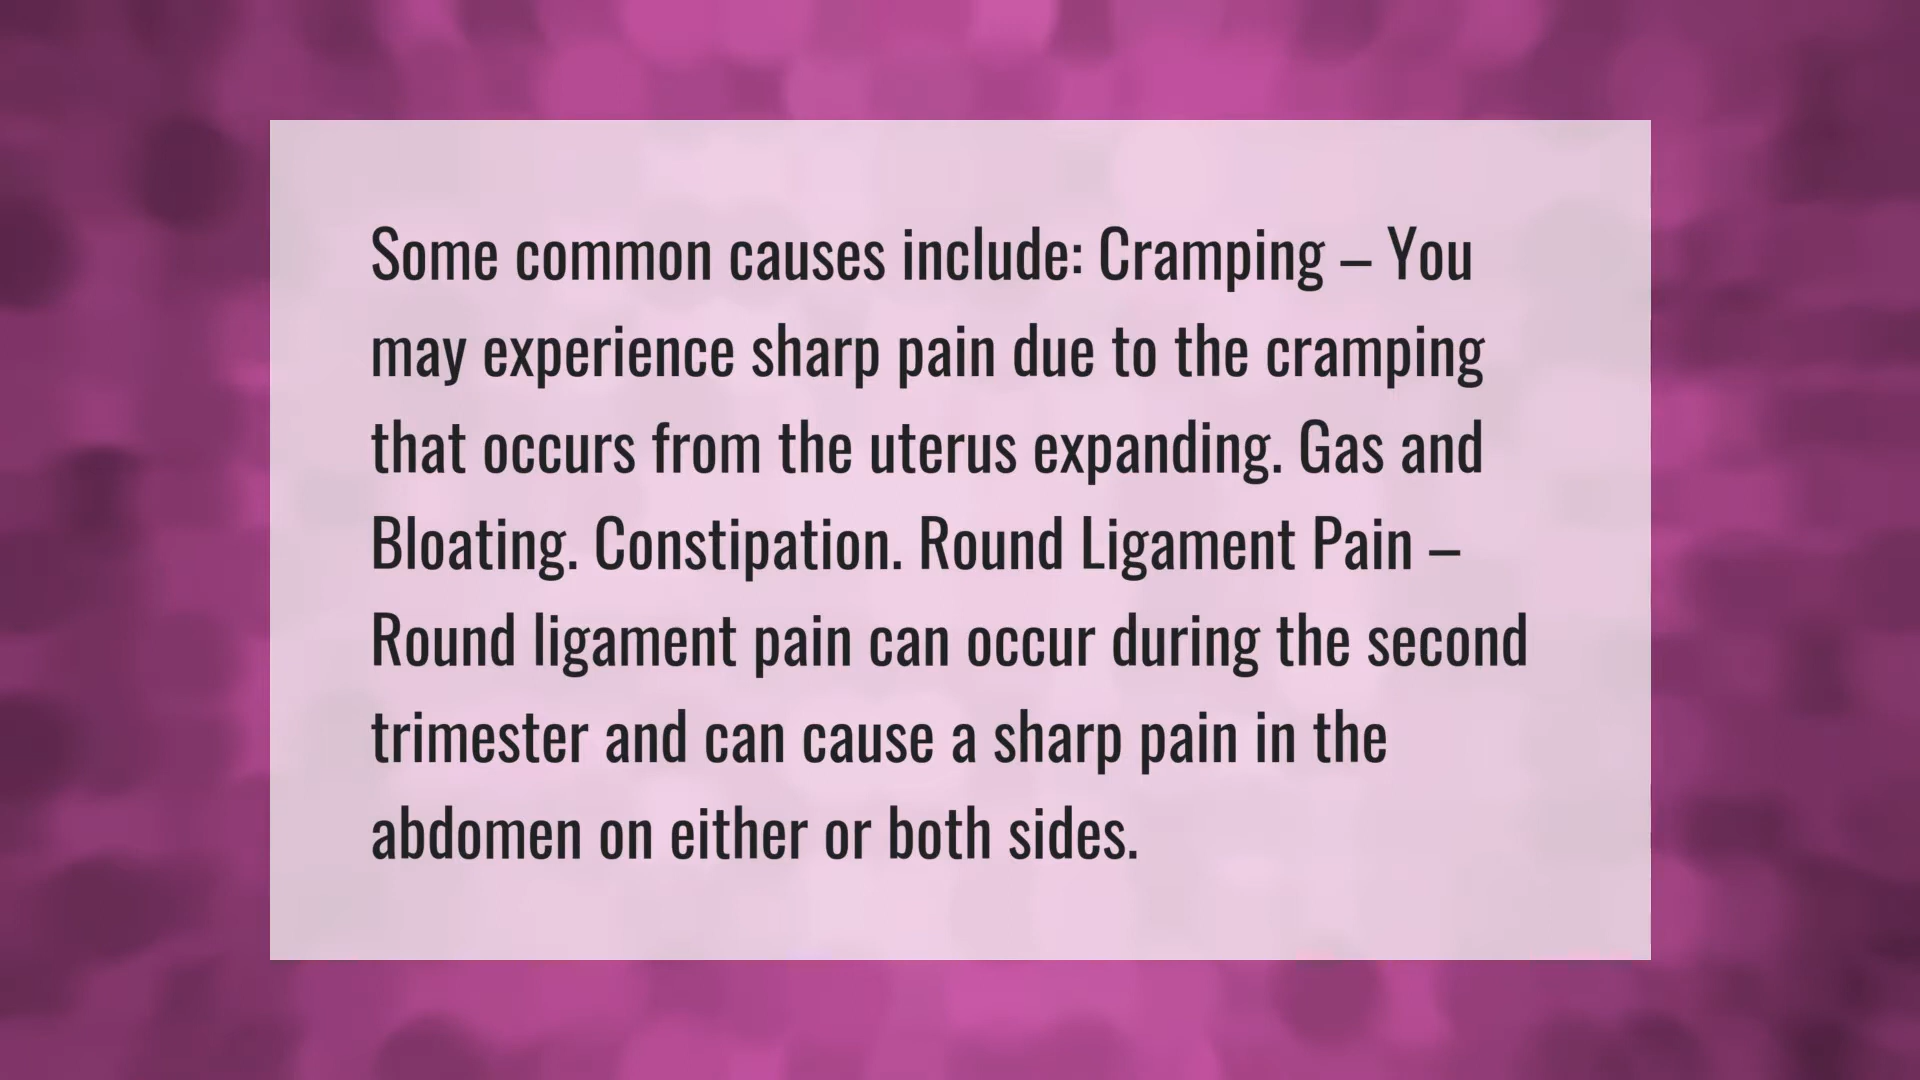 Some common causes include: Cramping – You
may experience sharp pain due to the cramping
that occurs from the uterus expanding. Gas and
Bloating. Constipation. Round Ligament Pain –
Round ligament pain can occur during the second
trimester and can cause a sharp pain in the
abdomen on either or both sides.